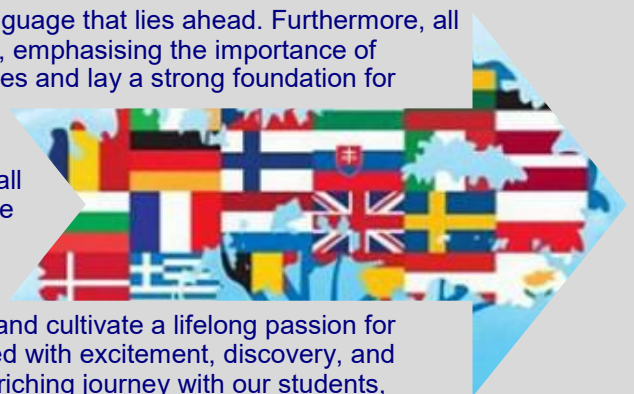 guage that lies ahead. Furthermore, all
, emphasising the importance of
es and lay a strong foundation for
all
e
and cultivate a lifelong passion for
ed with excitement, discovery, and
riching journey with our students,